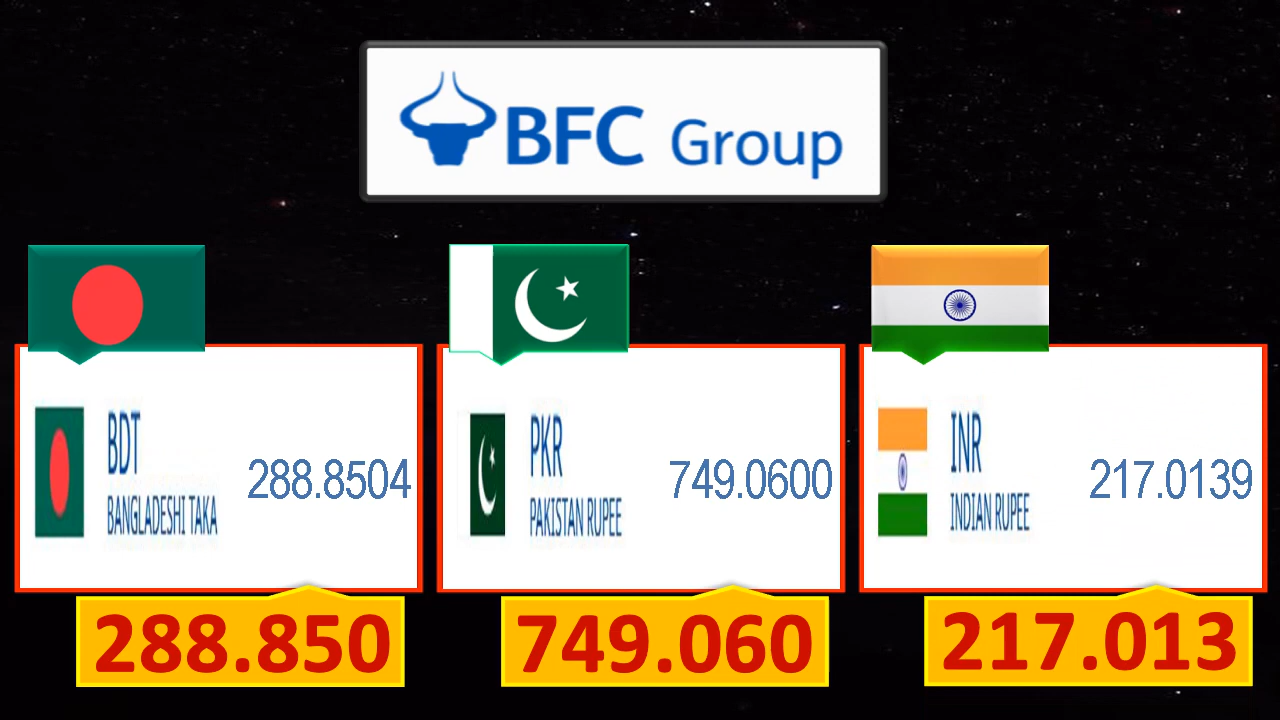 BFC Group
BDT
BANGLADESHI TAKA
288.8504
288.850
PKR
PAKISTAN RUPEE
749.0600
749.060
INR
INDIAN RUPEE
217.0139
217.013